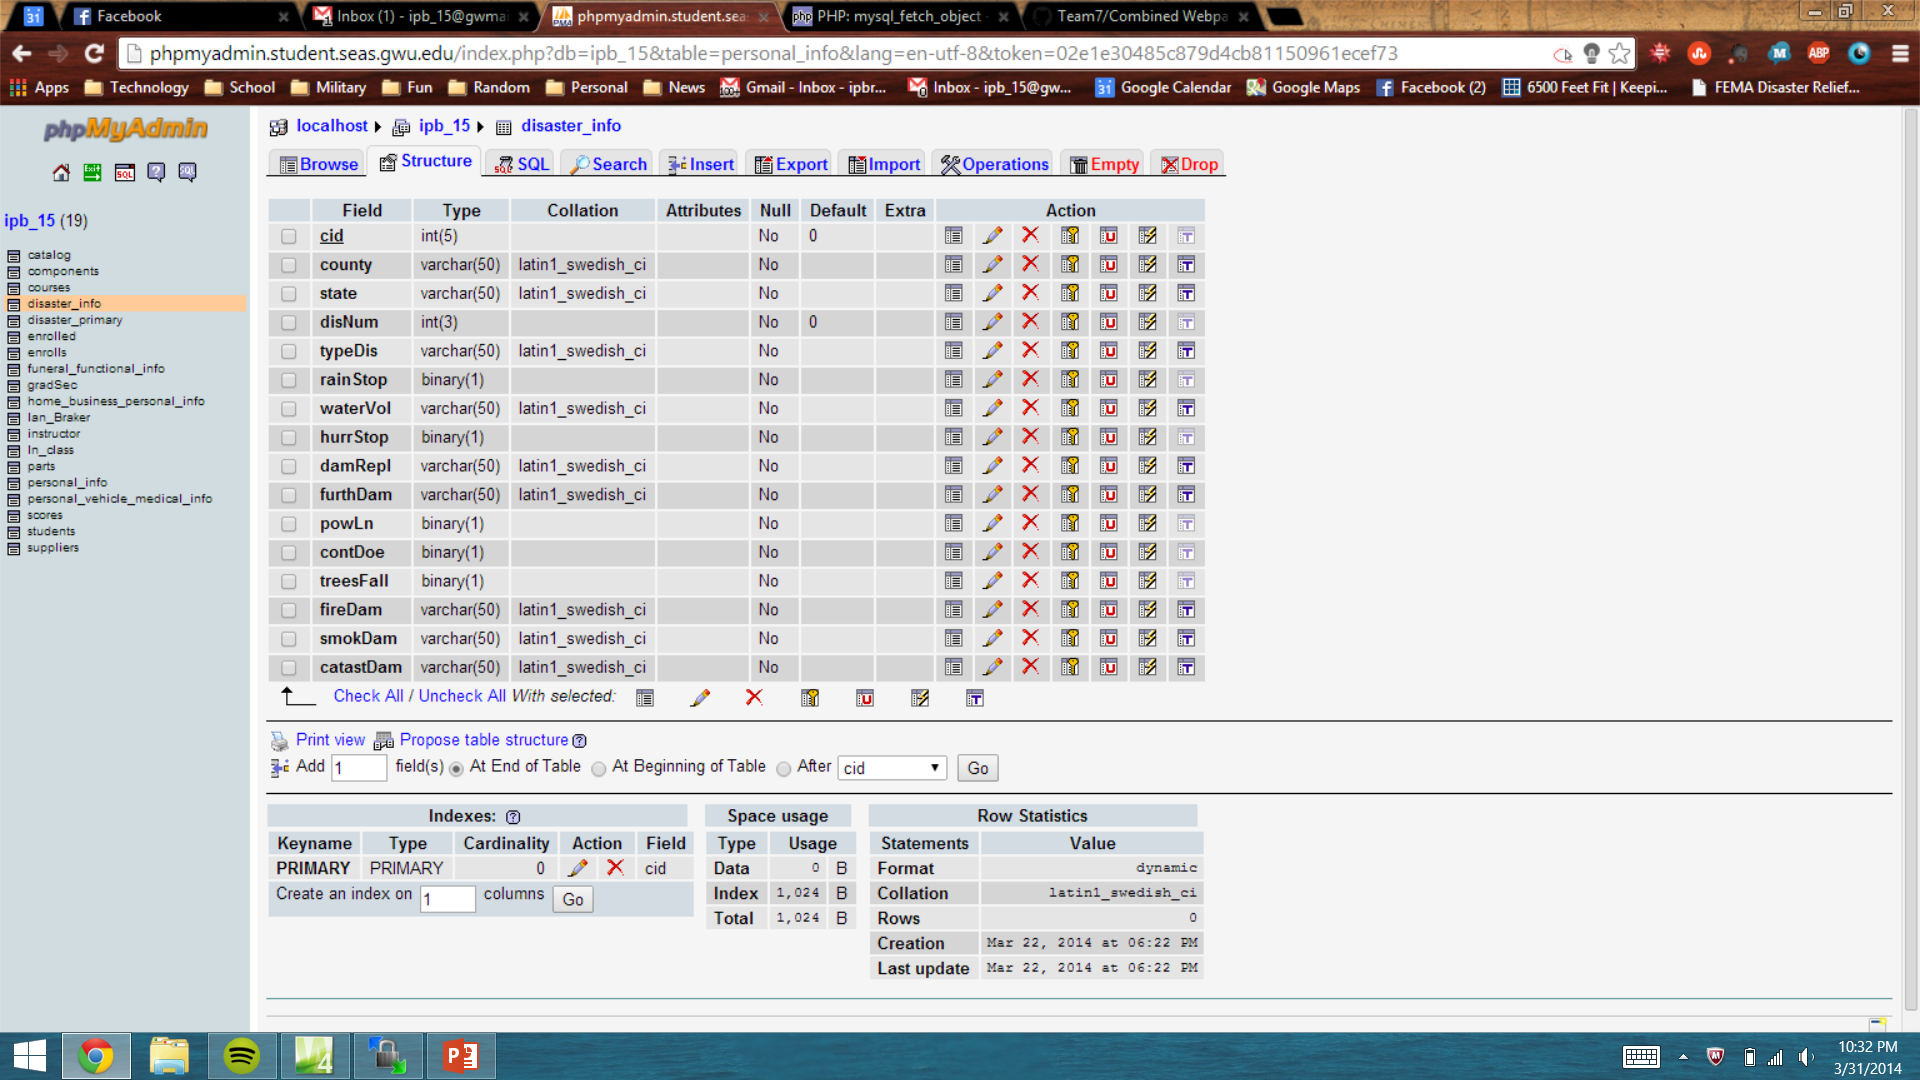 31
Facebook
Inbox (1) - ipb_15@gwmai
phpmyadmin.student.sea
PHP: mysql_fetch_object -
Team7/Combined Webpa
phpmyadmin.student.seas.gwu.edu/index.php?db=ipb_15&table=personal_info&lang=en-utf-8&token=02e1e30485c879d4cb81150961ecef73
Apps Technology School Military Fun Random Personal News Gmail - Inbox - ipbr... Inbox - ipb_15@gw... Google Calendar Google Maps Facebook (2) 6500 Feet Fit | Keepi... FEMA Disaster Relief...
phpMyAdmin
ipb_15 (19)
catalog
components
courses
disaster_info
disaster_primary
enrolled
enrolls
funeral_functional_info
gradSec
home_business_personal_info
Ian_Braker
instructor
In_class
parts
personal_info
personal_vehicle_medical_info
scores
students
suppliers
localhost ipb_15 disaster_info
Browse Structure SQL Search Insert Export Import Operations Empty Drop
Field Type Collation Attributes Null Default Extra Action
cid int(5) No 0
county varchar(50) latin1_swedish_ci No
state varchar(50) latin1_swedish_ci No
disNum int(3) No 0
typeDis varchar(50) latin1_swedish_ci No
rainStop binary(1) No
waterVol varchar(50) latin1_swedish_ci No
hurrStop binary(1) No
damRepl varchar(50) latin1_swedish_ci No
furthDam varchar(50) latin1_swedish_ci No
powLn binary(1) No
contDoe binary(1) No
treesFall binary(1) No
fireDam varchar(50) latin1_swedish_ci No
smokDam varchar(50) latin1_swedish_ci No
catastDam varchar(50) latin1_swedish_ci No
Check All / Uncheck All With selected:
Print view Propose table structure
Add 1 field(s) At End of Table At Beginning of Table After cid Go
Indexes:
Keyname Type Cardinality Action Field
PRIMARY PRIMARY 0 cid
Create an index on 1 columns Go
Space usage
Type Usage
Data 0 B
Index 1,024 B
Total 1,024 B
Row Statistics
Statements Value
Format dynamic
Collation latin1_swedish_ci
Rows 0
Creation Mar 22, 2014 at 06:22 PM
Last update Mar 22, 2014 at 06:22 PM
10:32 PM
3/31/2014